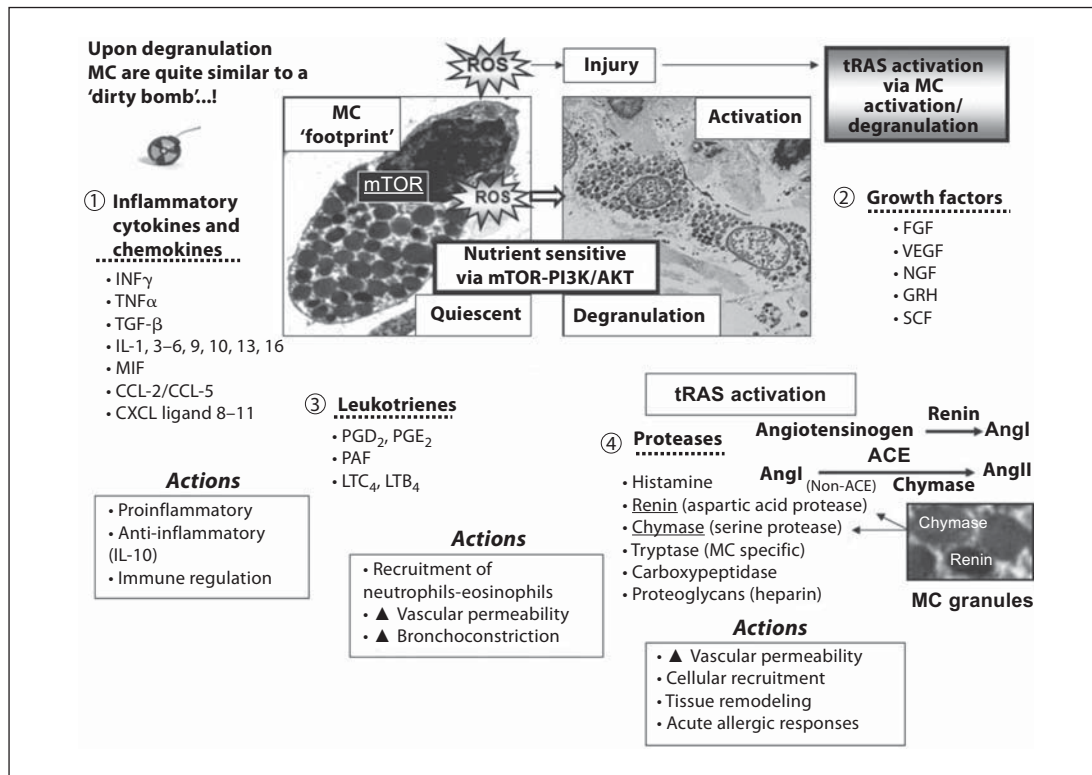 Upon degranulation
MC are quite similar to a
'dirty bomb'...!
ROS
Injury
tRAS activation
via MC
activation/
degranulation
MC
'footprint'
Activation
mTOR
ROS
Nutrient sensitive
via mTOR-PI3K/AKT
Quiescent
Degranulation
① Inflammatory
cytokines and
chemokines
• INFγ
• TNFα
• TGF-β
• IL-1, 3–6, 9, 10, 13, 16
• MIF
• CCL-2/CCL-5
• CXCL ligand 8–11
Actions
• Proinflammatory
• Anti-inflammatory
(IL-10)
• Immune regulation
② Growth factors
• FGF
• VEGF
• NGF
• GRH
• SCF
③ Leukotrienes
• PGD₂, PGE₂
• PAF
• LTC₄, LTB₄
Actions
• Recruitment of
neutrophils-eosinophils
• ▲ Vascular permeability
• ▲ Bronchoconstriction
tRAS activation
Angiotensinogen Renin AngI
AngI ACE AngII
(Non-ACE) Chymase
④ Proteases
• Histamine
• Renin (aspartic acid protease)
• Chymase (serine protease)
• Tryptase (MC specific)
• Carboxypeptidase
• Proteoglycans (heparin)
Chymase
Renin
MC granules
Actions
• ▲ Vascular permeability
• Cellular recruitment
• Tissue remodeling
• Acute allergic responses